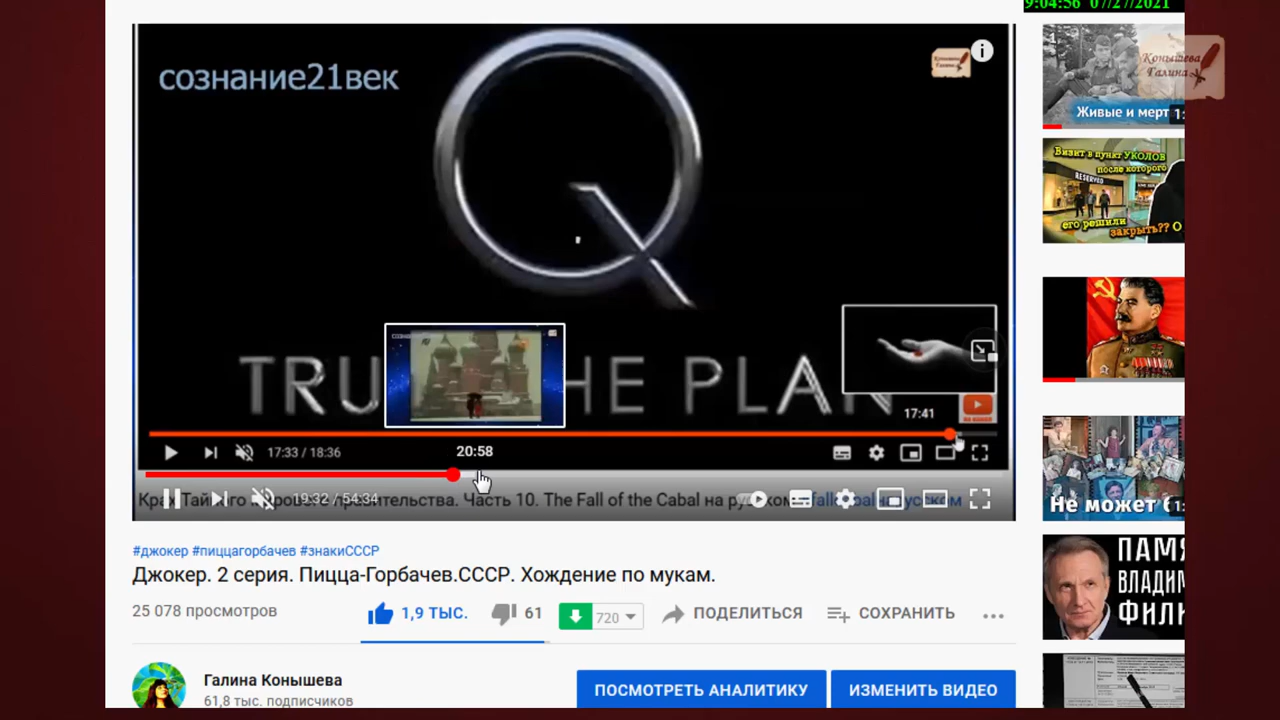 9:04:56 07/27/2021
сознание21век
Конышева
Галина
Живые и мерт
Визит в пункт УКОЛОВ
после которого
RESERVED
его решили
закрыть?? О
TRU HE PLAN
17:41
17:33 / 18:36
20:58
19:32 / 54:34
Часть 10. The Fall of the Cabal на
Не может б
#джокер #пиццагорбачев #знакиСССР
Джокер. 2 серия. Пицца-Горбачев.СССР. Хождение по мукам.
25 078 просмотров
1,9 ТЫС.
61
720
ПОДЕЛИТЬСЯ
СОХРАНИТЬ
ПАМЯ
ВЛАДИМ
ФИЛИ
Галина Конышева
61,8 тыс. подписчиков
ПОСМОТРЕТЬ АНАЛИТИКУ
ИЗМЕНИТЬ ВИДЕО